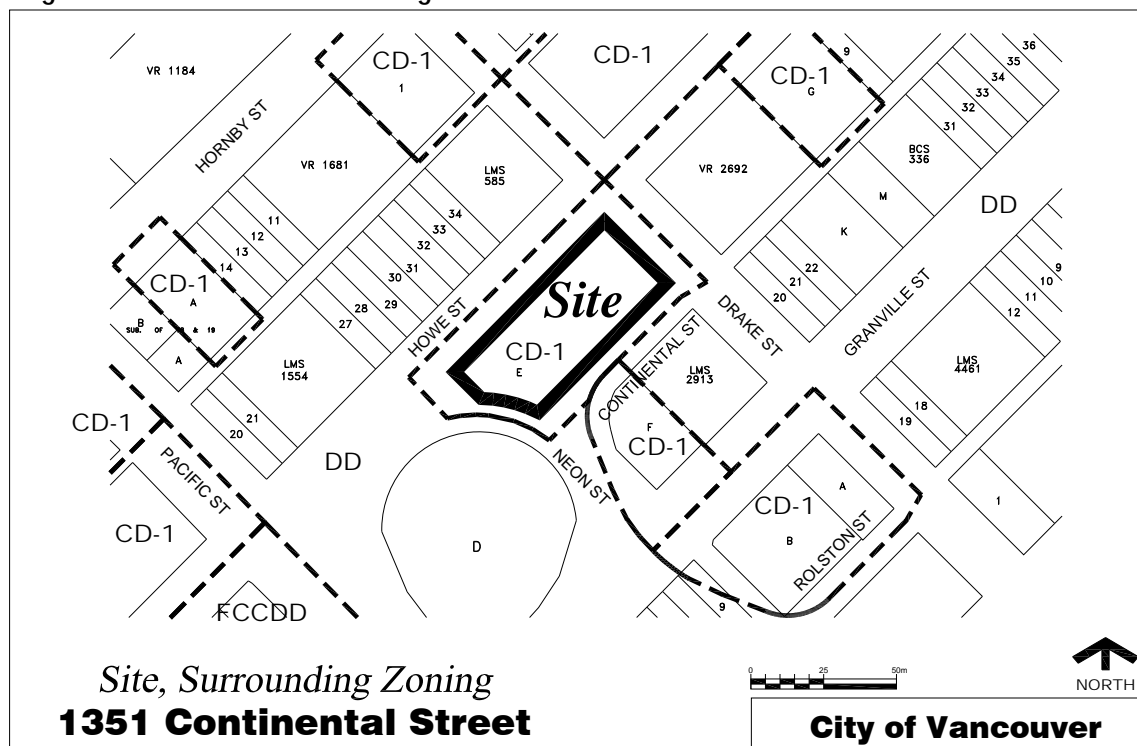 VR 1184
CD-1
1
CD-1
CD-1
G
9
36
35
34
33
32
31
HORNBY ST
VR 1681
LMS
585
VR 2692
BCS
336
M
K
DD
11
12
13
14
34
33
32
31
30
29
28
27
22
21
20
CD-1
A
B
SUB. OF
& 19
A
HOWE ST
Site
CD-1
E
DRAKE ST
GRANVILLE ST
9
10
11
12
LMS
1554
21
20
CONTINENTAL ST
LMS
2913
LMS
4461
18
19
CD-1
PACIFIC ST
DD
F
CD-1
NEON ST
A
CD-1
B
ROLSTON ST
1
CD-1
D
FCCDD
9
Site, Surrounding Zoning
1351 Continental Street
0 25 50m
NORTH
City of Vancouver